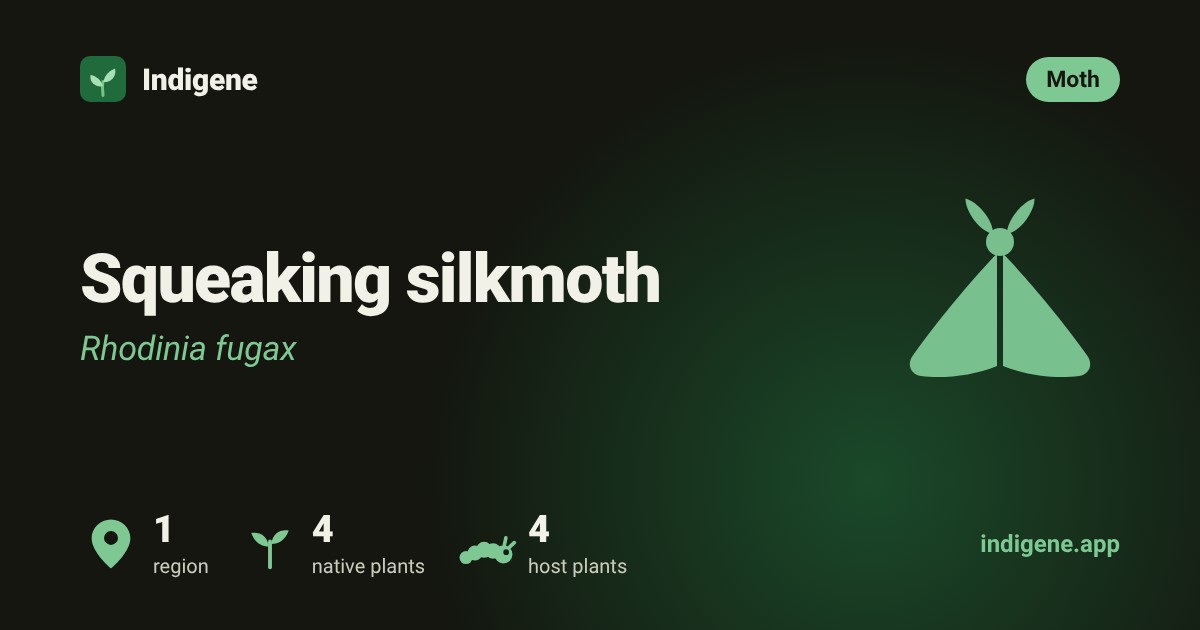 Indigene
Moth
Squeaking silkmoth
Rhodinia fugax
1
region
4
native plants
4
host plants
indigene.app